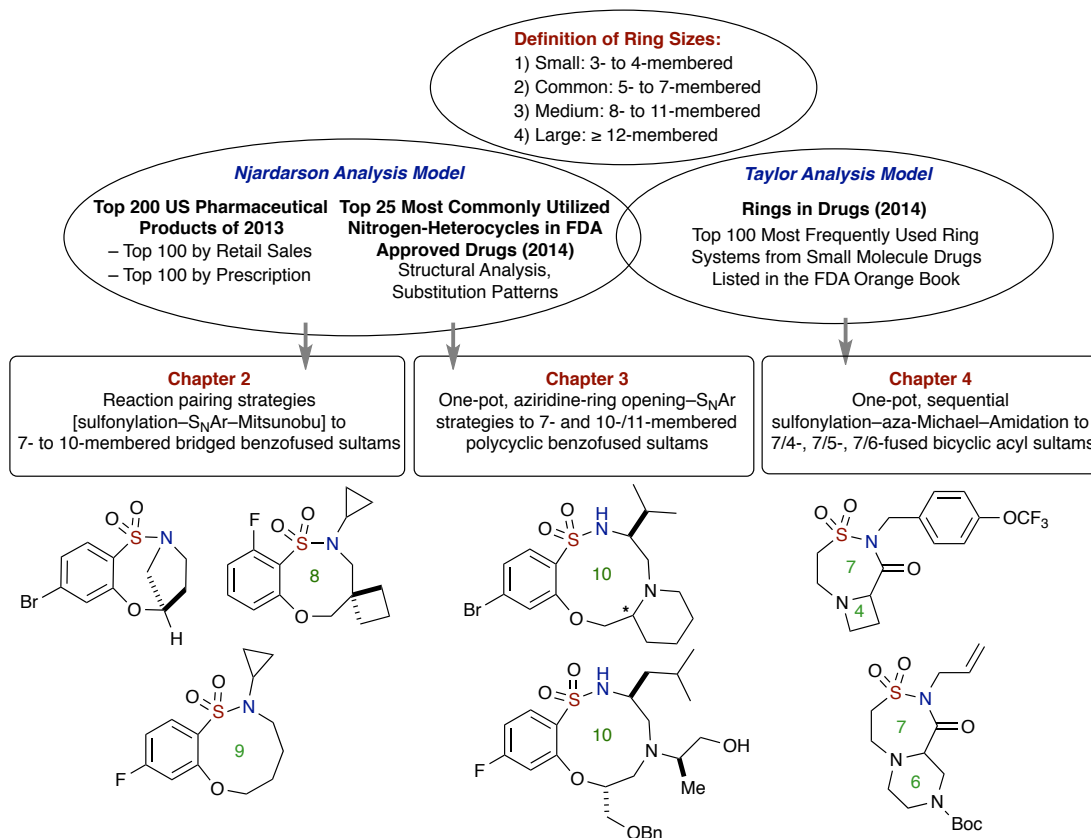 Definition of Ring Sizes:
1) Small: 3- to 4-membered
2) Common: 5- to 7-membered
3) Medium: 8- to 11-membered
4) Large: ≥ 12-membered
Njardarson Analysis Model
Top 200 US Pharmaceutical
Products of 2013
– Top 100 by Retail Sales
– Top 100 by Prescription
Top 25 Most Commonly Utilized
Nitrogen-Heterocycles in FDA
Approved Drugs (2014)
Structural Analysis,
Substitution Patterns
Taylor Analysis Model
Rings in Drugs (2014)
Top 100 Most Frequently Used Ring
Systems from Small Molecule Drugs
Listed in the FDA Orange Book
Chapter 2
Reaction pairing strategies
[sulfonylation–SNAr–Mitsunobu] to
7- to 10-membered bridged benzofused sultams
Chapter 3
One-pot, aziridine-ring opening–SNAr
strategies to 7- and 10-/11-membered
polycyclic benzofused sultams
Chapter 4
One-pot, sequential
sulfonylation–aza-Michael–Amidation to
7/4-, 7/5-, 7/6-fused bicyclic acyl sultams
O
O
S
N
Br
O
H
F
O
O
S
N
8
O
O
O
S
H
N
10
N
Br
O
*
O
O
S
N
OCF3
7
O
N
4
O
O
S
N
9
F
O
O
O
S
H
N
10
N
OH
Me
F
O
OBn
O
O
S
N
7
O
N
6
N
Boc